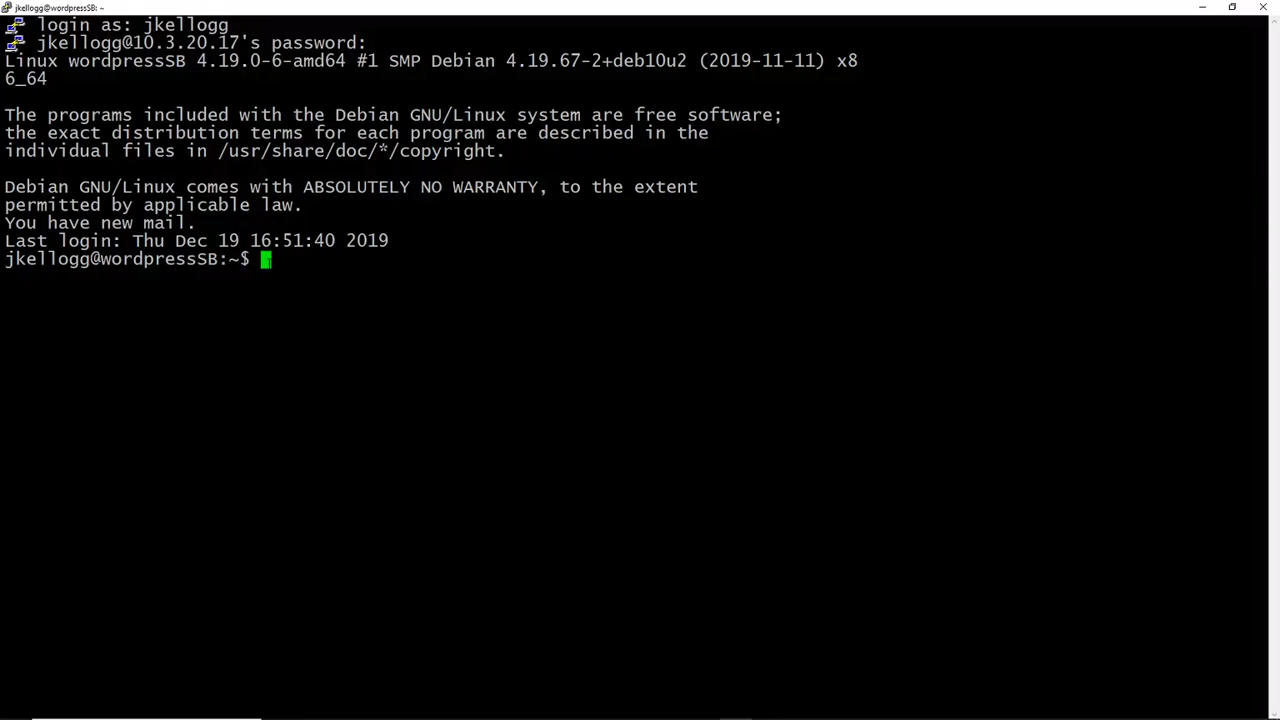 jkellogg@wordpressSB: ~
login as: jkellogg
jkellogg@10.3.20.17's password:
Linux wordpressSB 4.19.0-6-amd64 #1 SMP Debian 4.19.67-2+deb10u2 (2019-11-11) x8
6_64
The programs included with the Debian GNU/Linux system are free software;
the exact distribution terms for each program are described in the
individual files in /usr/share/doc/*/copyright.
Debian GNU/Linux comes with ABSOLUTELY NO WARRANTY, to the extent
permitted by applicable law.
You have new mail.
Last login: Thu Dec 19 16:51:40 2019
jkellogg@wordpressSB:~$